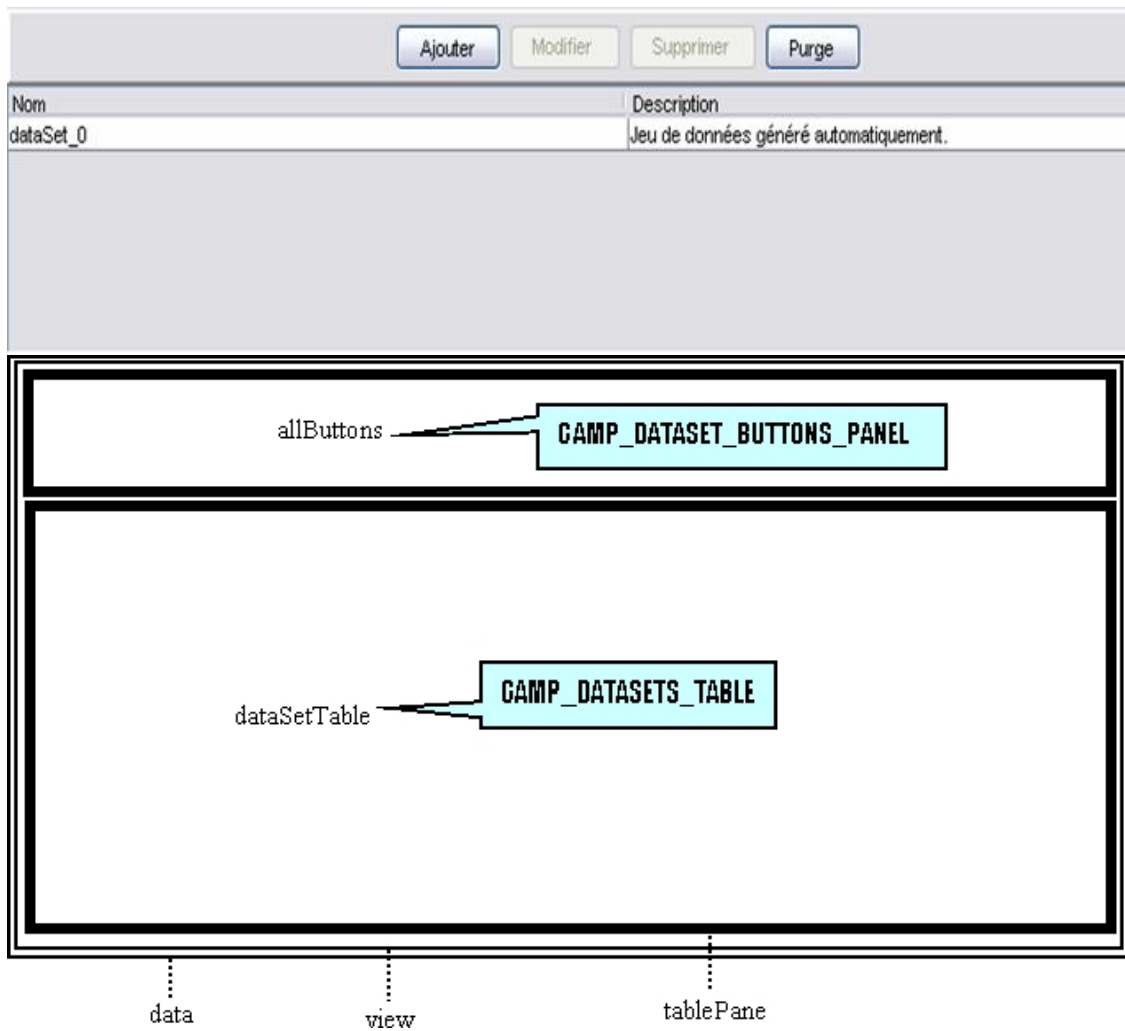 Ajouter Modifier Supprimer Purge
Nom Description
dataSet_0 Jeu de données généré automatiquement.
allButtons CAMP_DATASET_BUTTONS_PANEL
CAMP_DATASETS_TABLE
dataSetTable
data view tablePane